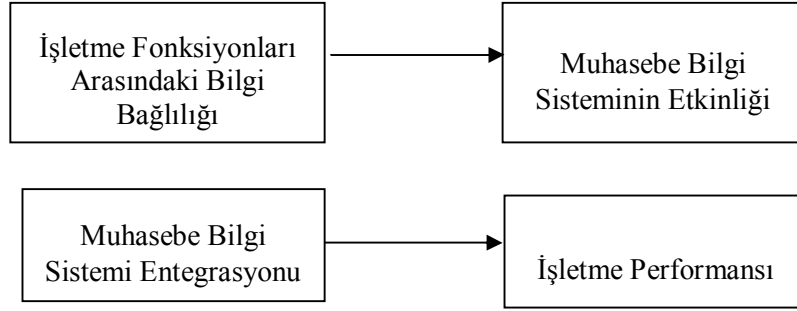 İşletme Fonksiyonları
Arasındaki Bilgi
Bağlılığı
Muhasebe Bilgi
Sisteminin Etkinliği
Muhasebe Bilgi
Sistemi Entegrasyonu
İşletme Performansı